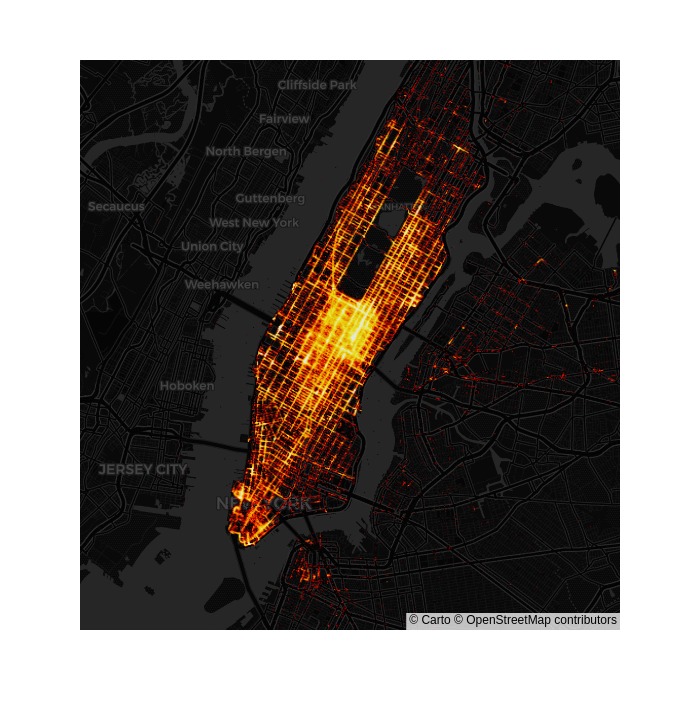 Cliffside Park
Fairview
North Bergen
Guttenberg
Secaucus
West New York
Union City
Weehawken
Hoboken
JERSEY CITY
NEW YORK
© Carto © OpenStreetMap contributors